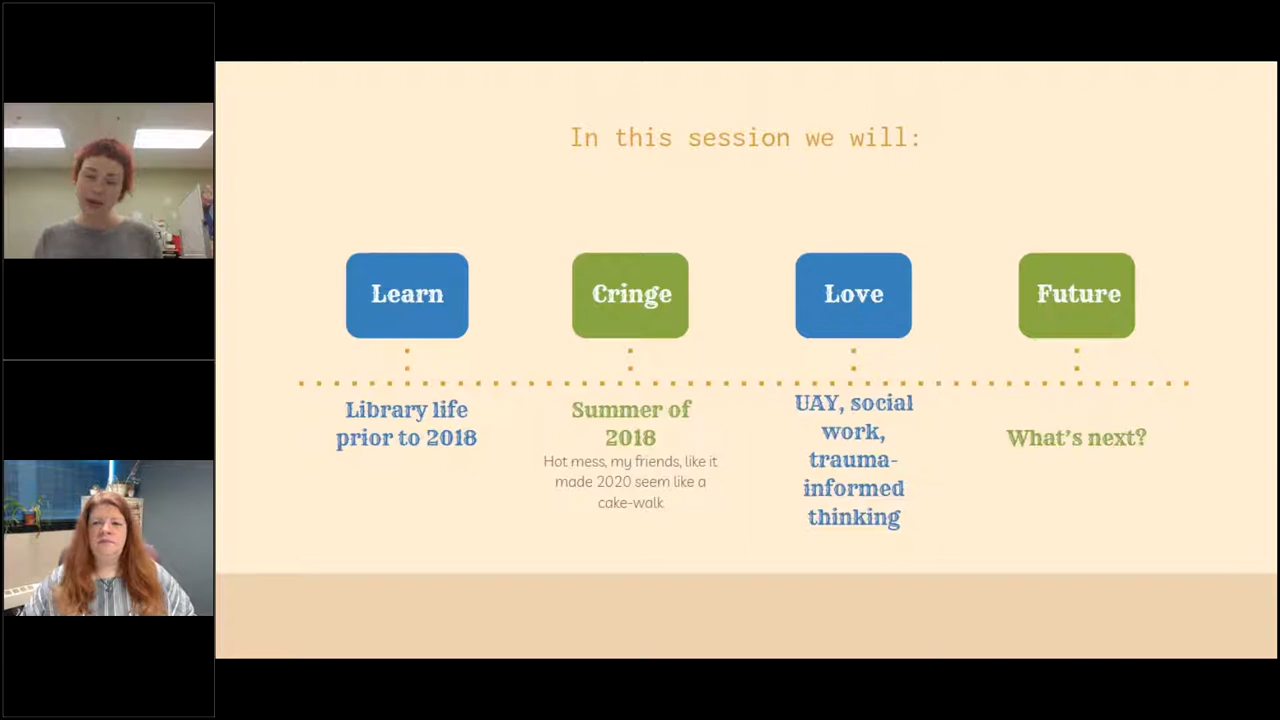 In this session we will:
Learn
Cringe
Love
Future
Library life
prior to 2018
Summer of
2018
Hot mess, my friends, like it
made 2020 seem like a
cake-walk
UAY, social
work,
trauma-
informed
thinking
What's next?